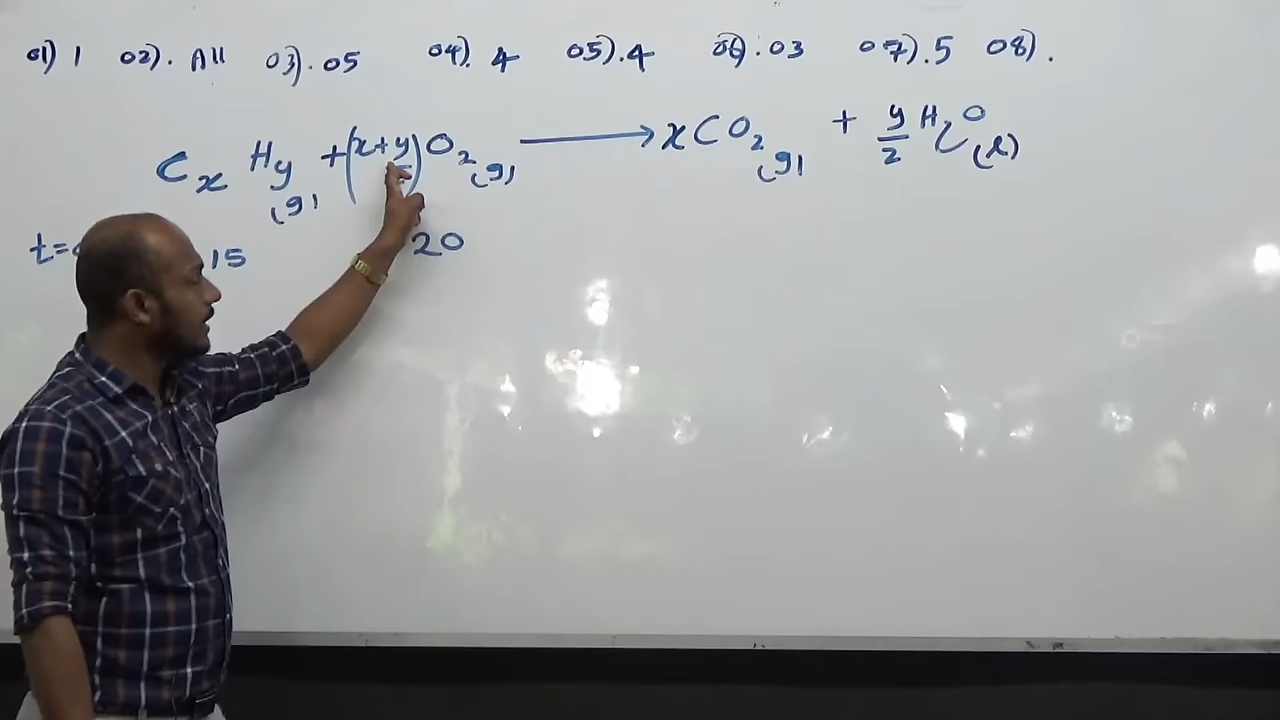 01) 1 02). All 03). 05 04). 4 05). 4 06). 03 07). 5 08).
CxHy(g) + (x+y O2(g) ⟶ xCO2(g) + y/2 H2O(l)
t= 15 20